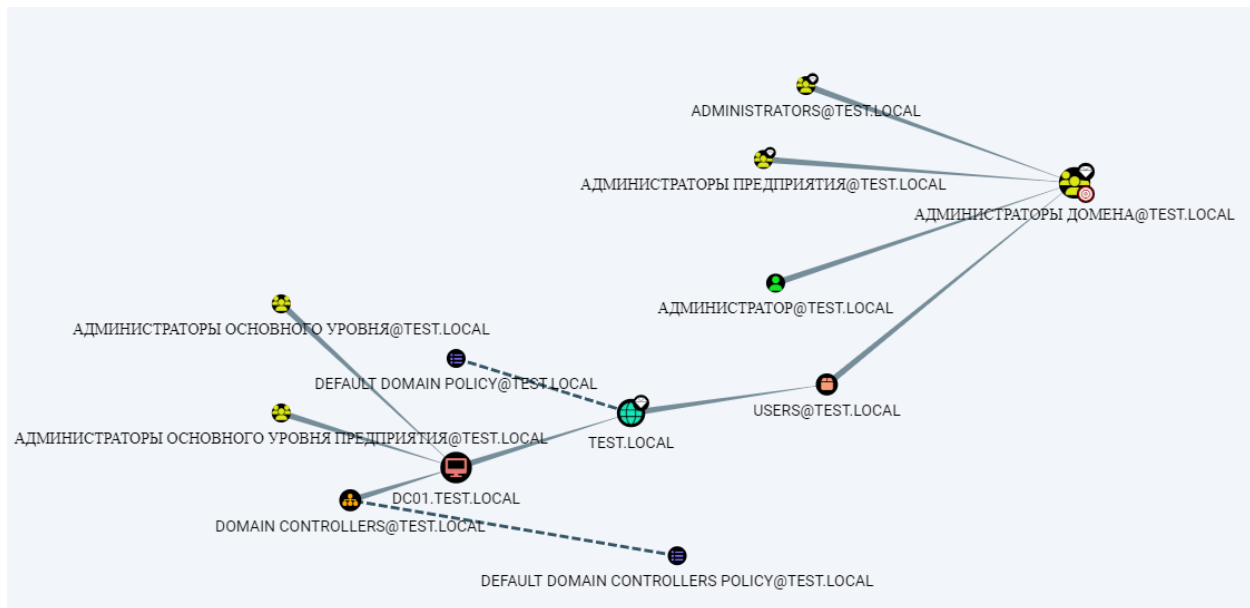 ADMINISTRATORS@TEST.LOCAL
АДМИНИСТРАТОРЫ ПРЕДПРИЯТИЯ@TEST.LOCAL
АДМИНИСТРАТОРЫ ДОМЕНА@TEST.LOCAL
АДМИНИСТРАТОР@TEST.LOCAL
АДМИНИСТРАТОРЫ ОСНОВНОГО УРОВНЯ@TEST.LOCAL
DEFAULT DOMAIN POLICY@TEST.LOCAL
USERS@TEST.LOCAL
АДМИНИСТРАТОРЫ ОСНОВНОГО УРОВНЯ ПРЕДПРИЯТИЯ@TEST.LOCAL
TEST.LOCAL
DC01.TEST.LOCAL
DOMAIN CONTROLLERS@TEST.LOCAL
DEFAULT DOMAIN CONTROLLERS POLICY@TEST.LOCAL